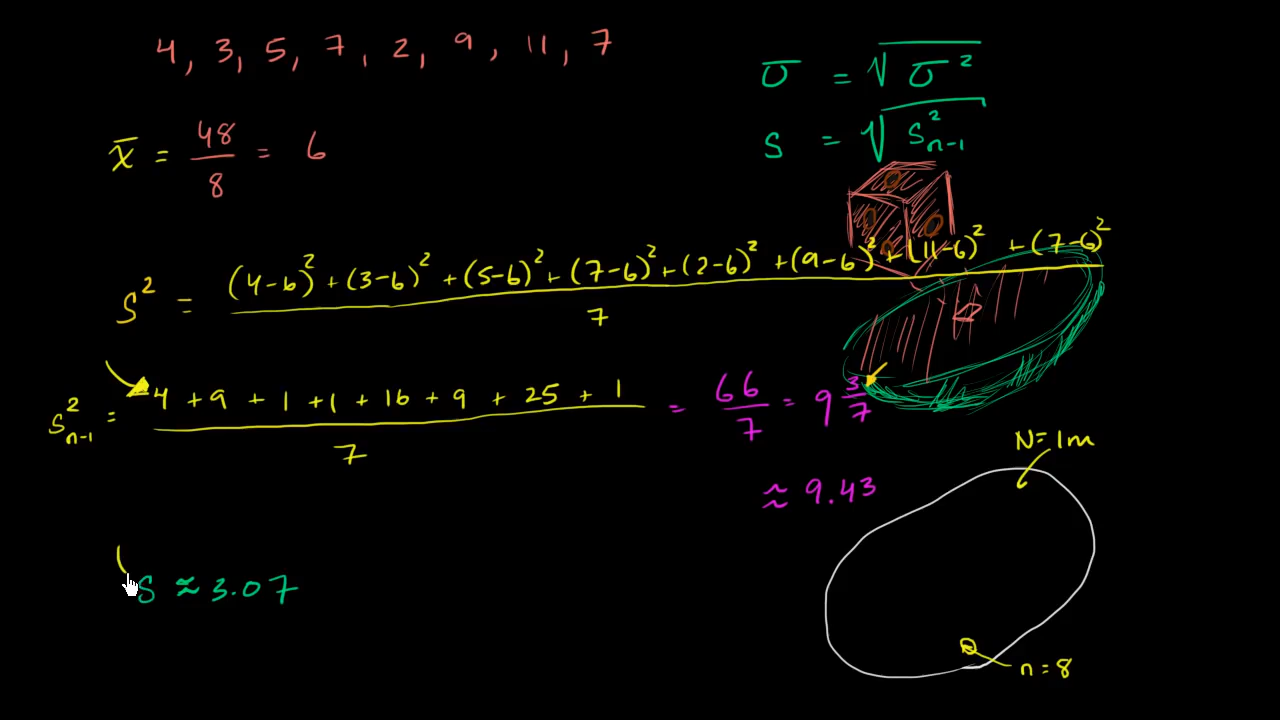 4, 3, 5, 7, 2, 9, 11, 7
σ = √σ²
x̄ = 48/8 = 6
s = √s²ₙ₋₁
s² = ((4-6)² + (3-6)² + (5-6)² + (7-6)² + (2-6)² + (9-6)² + (11-6)² + (7-6)²)/7
s²ₙ₋₁ = (4 + 9 + 1 + 1 + 16 + 9 + 25 + 1)/7 = 66/7 = 9 3/7
≈ 9.43
N=1m
s ≈ 3.07
n=8